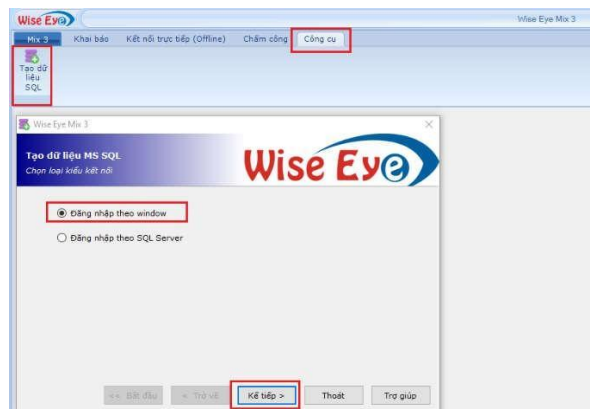 Wise Eye
Wise Eye Mix 3
Mix 3 Khai báo Kết nối trực tiếp (Offline) Chấm công Công cụ
Tạo dữ
liệu
SQL
Wise Eye Mix 3
Tạo dữ liệu MS SQL
Chọn loại kiểu kết nối
Wise Eye
Đăng nhập theo window
Đăng nhập theo SQL Server
<< Bắt đầu < Trở về Kế tiếp > Thoát Trợ giúp